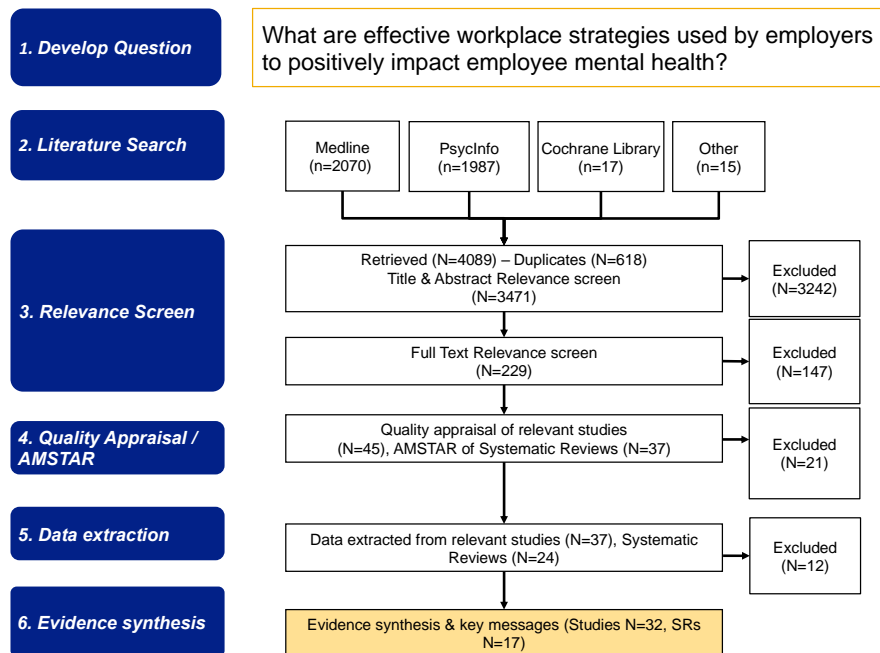 1. Develop Question
What are effective workplace strategies used by employers
to positively impact employee mental health?
2. Literature Search
Medline
(n=2070)
PsycInfo
(n=1987)
Cochrane Library
(n=17)
Other
(n=15)
3. Relevance Screen
Retrieved (N=4089) – Duplicates (N=618)
Title & Abstract Relevance screen
(N=3471)
Excluded
(N=3242)
Full Text Relevance screen
(N=229)
Excluded
(N=147)
4. Quality Appraisal /
AMSTAR
Quality appraisal of relevant studies
(N=45), AMSTAR of Systematic Reviews (N=37)
Excluded
(N=21)
5. Data extraction
Data extracted from relevant studies (N=37), Systematic
Reviews (N=24)
Excluded
(N=12)
6. Evidence synthesis
Evidence synthesis & key messages (Studies N=32, SRs
N=17)